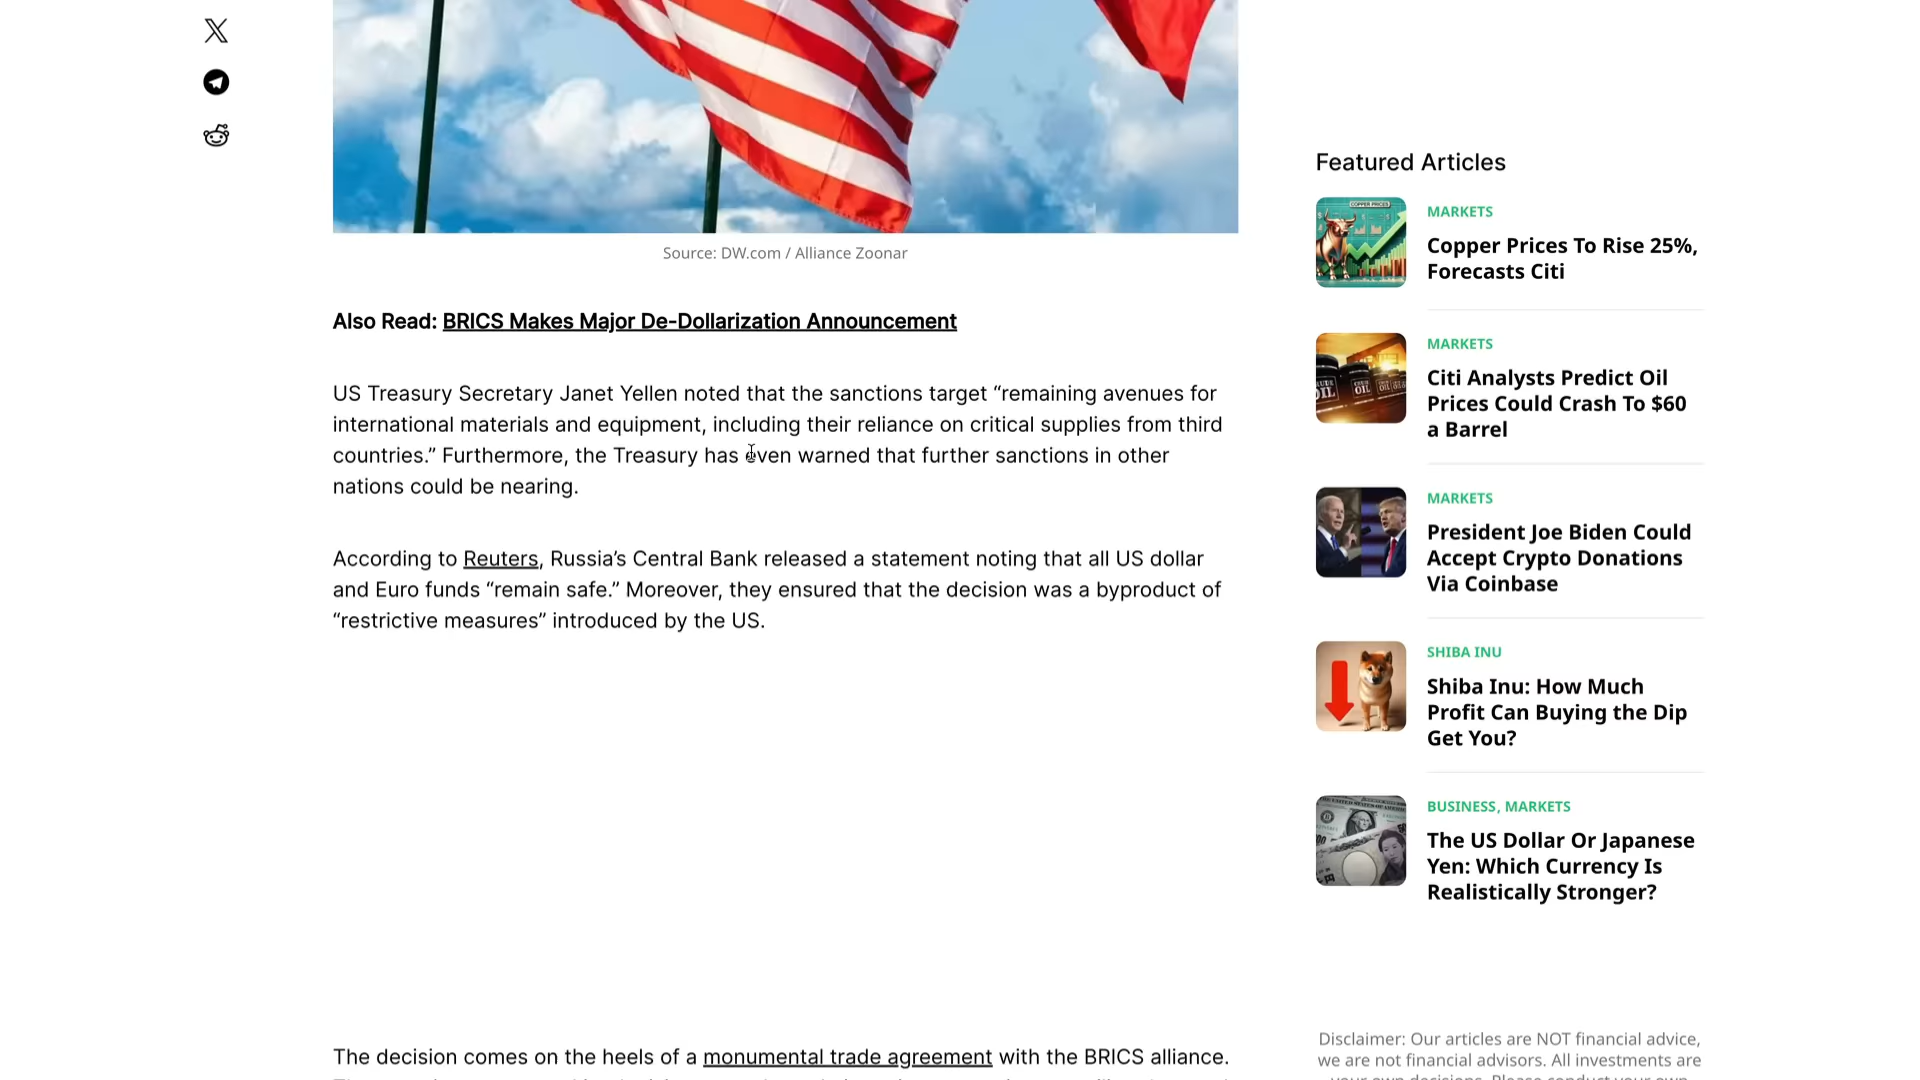 Source: DW.com / Alliance Zoonar
Also Read: BRICS Makes Major De-Dollarization Announcement
US Treasury Secretary Janet Yellen noted that the sanctions target “remaining avenues for
international materials and equipment, including their reliance on critical supplies from third
countries.” Furthermore, the Treasury has even warned that further sanctions in other
nations could be nearing.
According to Reuters, Russia’s Central Bank released a statement noting that all US dollar
and Euro funds “remain safe.” Moreover, they ensured that the decision was a byproduct of
“restrictive measures” introduced by the US.
The decision comes on the heels of a monumental trade agreement with the BRICS alliance.
Featured Articles
COPPER PRICES
MARKETS
Copper Prices To Rise 25%,
Forecasts Citi
OIL
OIL
MARKETS
Citi Analysts Predict Oil
Prices Could Crash To $60
a Barrel
MARKETS
President Joe Biden Could
Accept Crypto Donations
Via Coinbase
SHIBA INU
Shiba Inu: How Much
Profit Can Buying the Dip
Get You?
BUSINESS, MARKETS
The US Dollar Or Japanese
Yen: Which Currency Is
Realistically Stronger?
Disclaimer: Our articles are NOT financial advice,
we are not financial advisors. All investments are